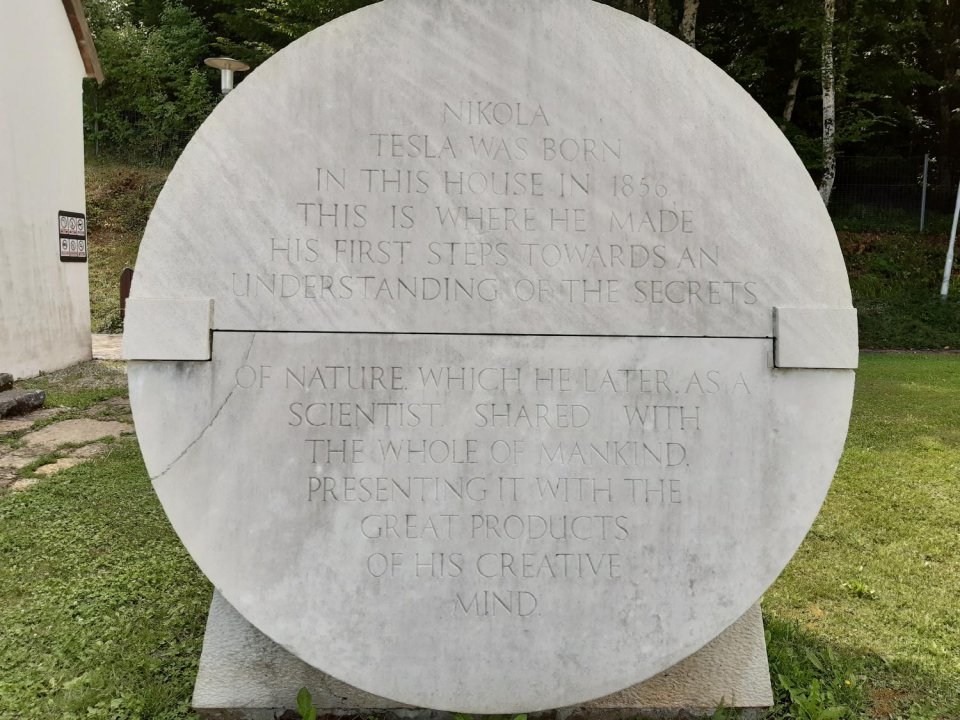 NIKOLA
TESLA WAS BORN
IN THIS HOUSE IN 1856.
THIS IS WHERE HE MADE
HIS FIRST STEPS TOWARDS AN
UNDERSTANDING OF THE SECRETS
OF NATURE, WHICH HE LATER, AS A
SCIENTIST, SHARED WITH
THE WHOLE OF MANKIND,
PRESENTING IT WITH THE
GREAT PRODUCTS
OF HIS CREATIVE
MIND.